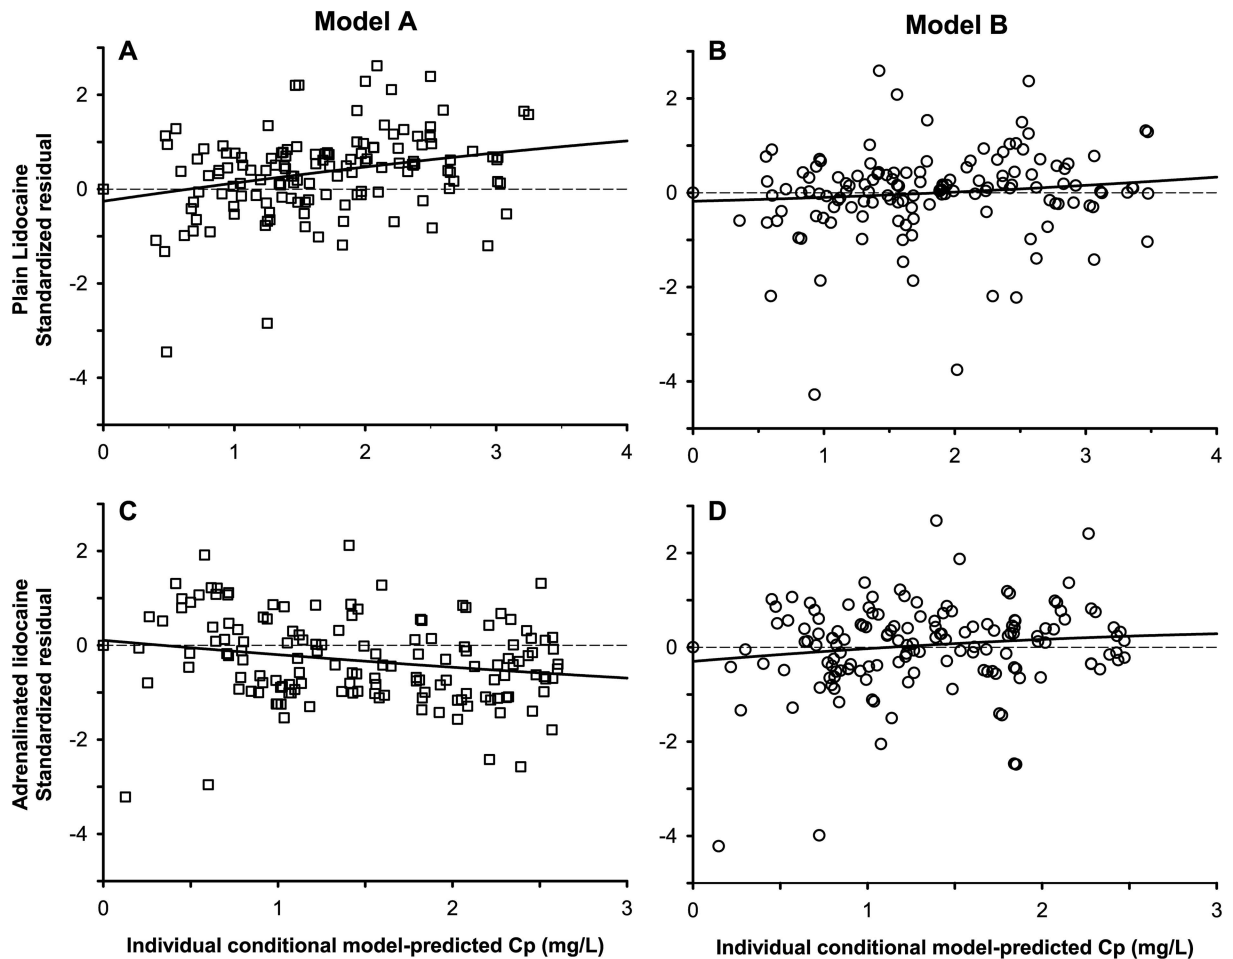 Model A
Model B
A
B
Plain Lidocaine
Standardized residual
2
0
-2
-4
0
1
2
3
4
2
0
-2
-4
0
1
2
3
4
C
D
Adrenalinated lidocaine
Standardized residual
2
0
-2
-4
0
1
2
3
2
0
-2
-4
0
1
2
3
Individual conditional model-predicted Cp (mg/L)
Individual conditional model-predicted Cp (mg/L)